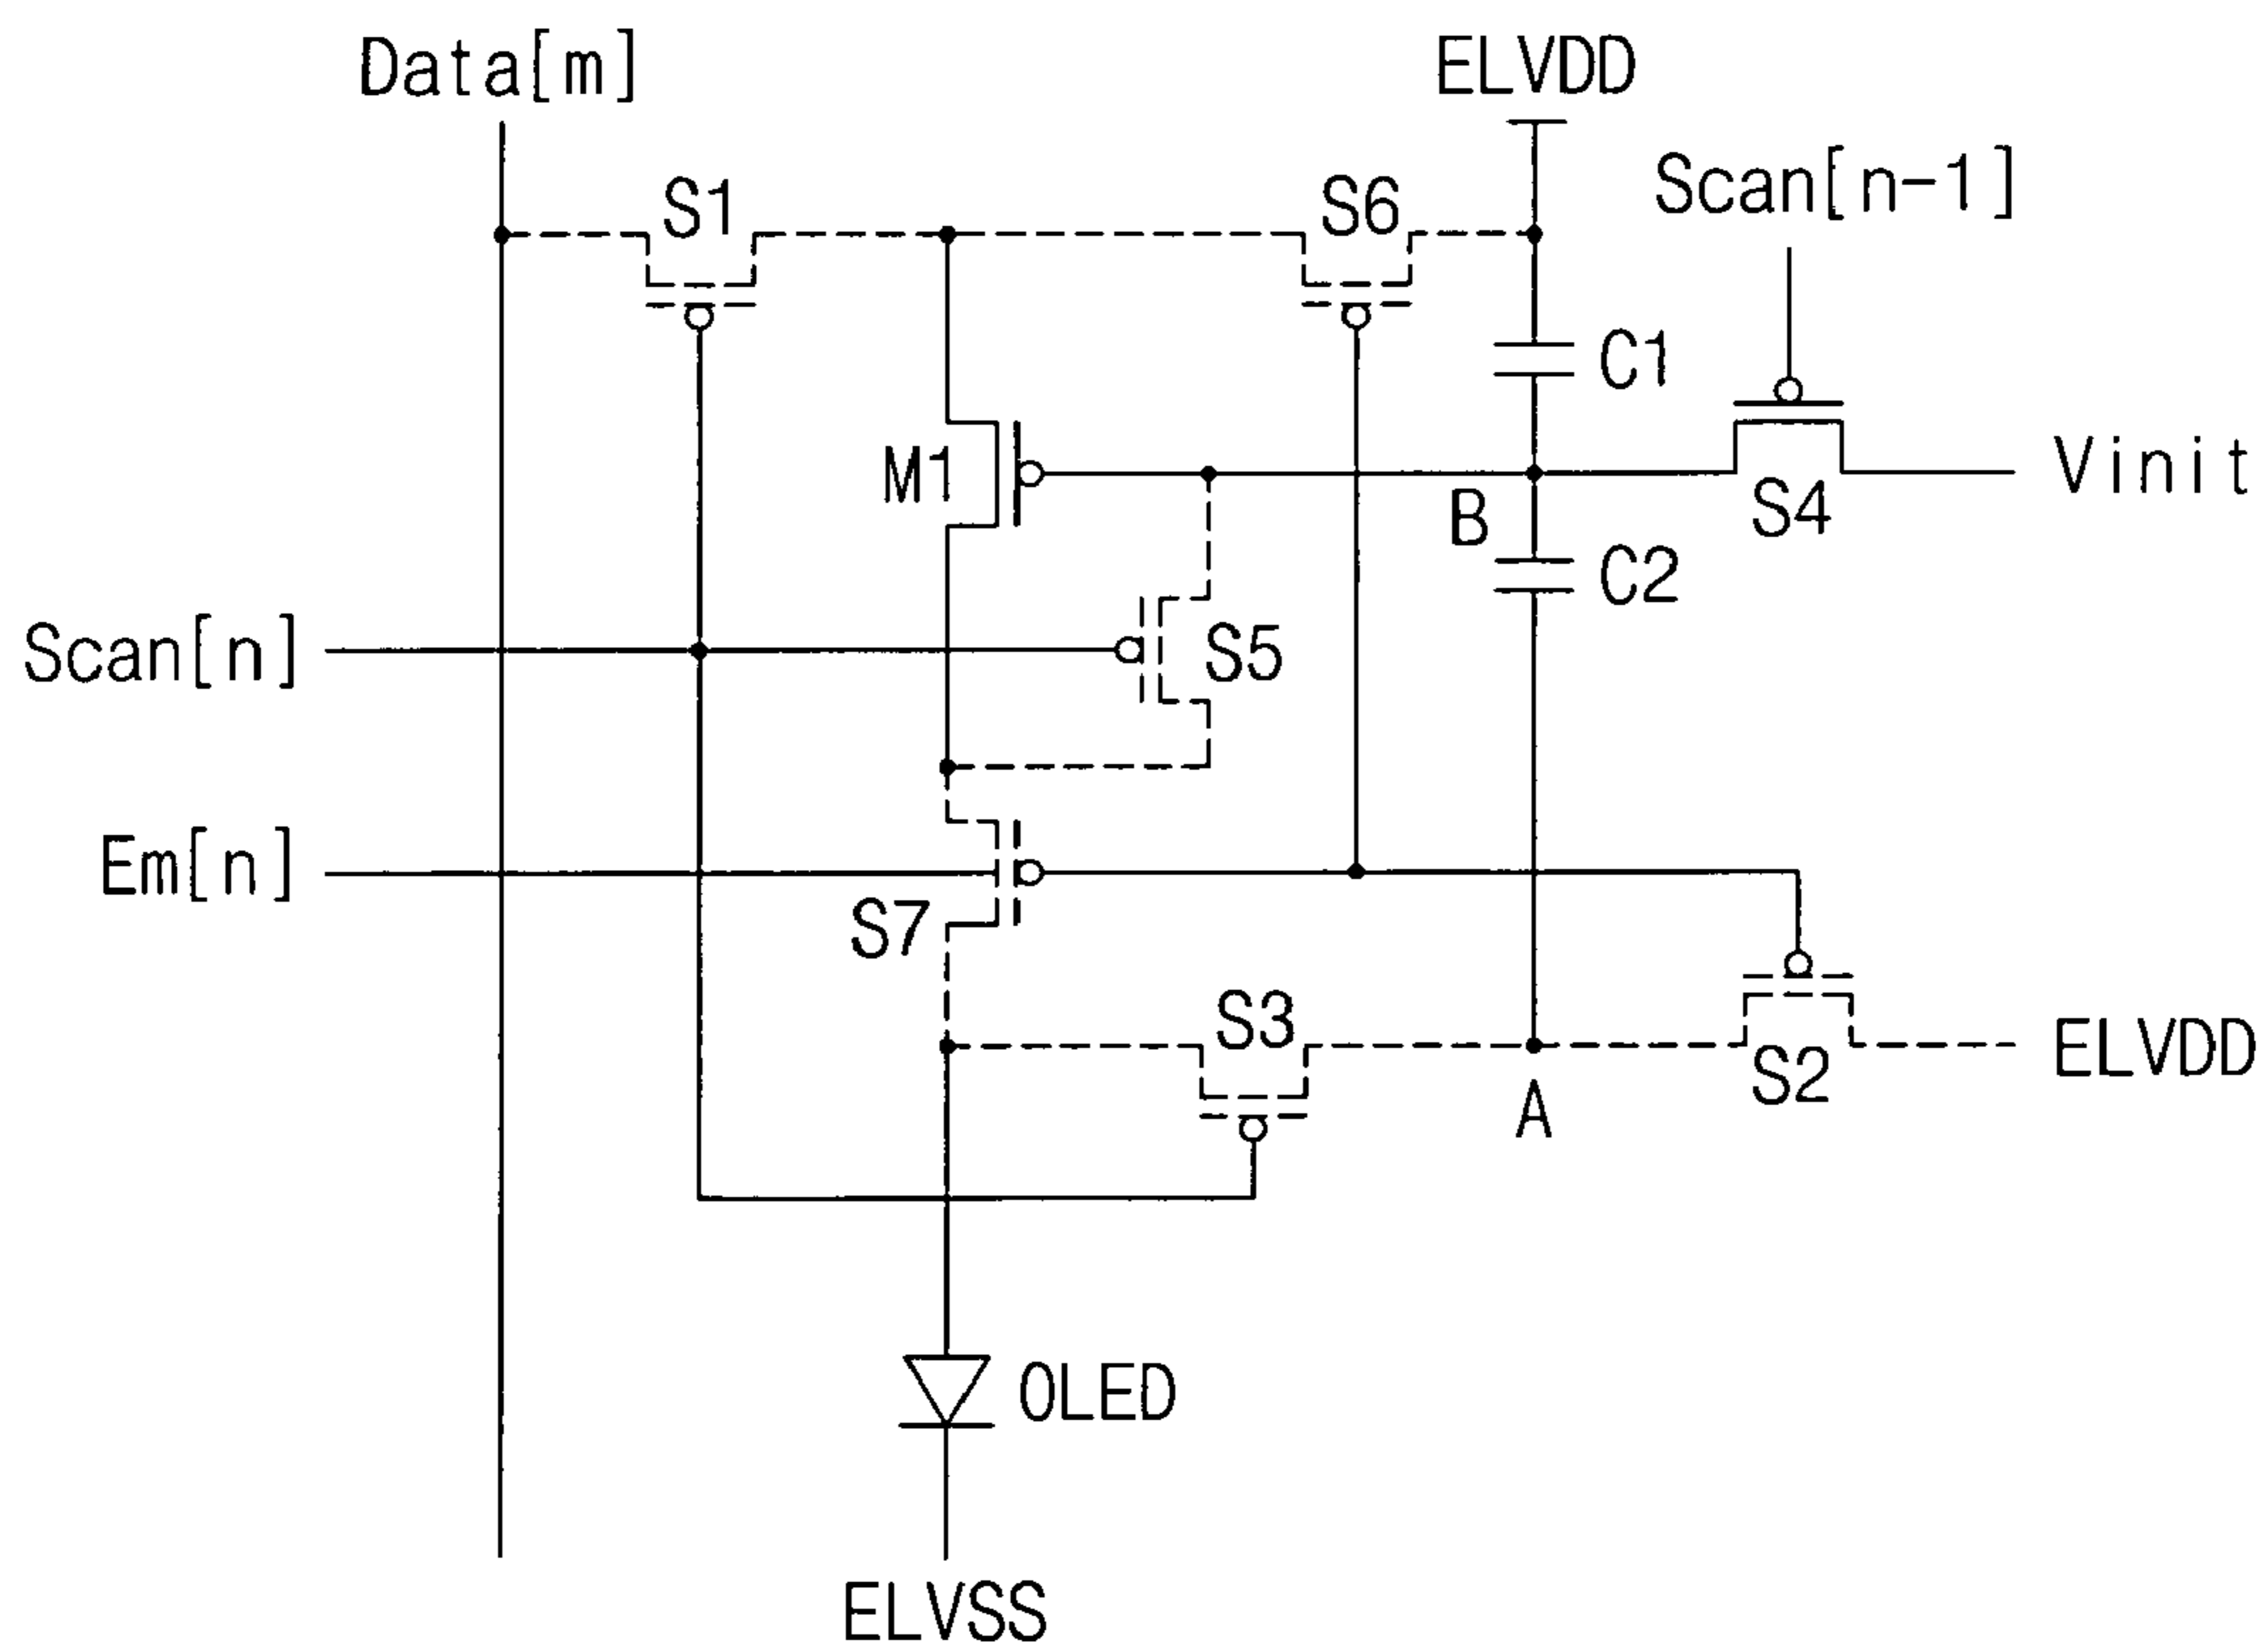 Data[m]
ELVDD
Scan[n-1]
S1
S6
C1
M1
B
S4
Vinit
C2
Scan[n]
S5
Em[n]
S7
S3
S2
ELVDD
A
OLED
ELVSS